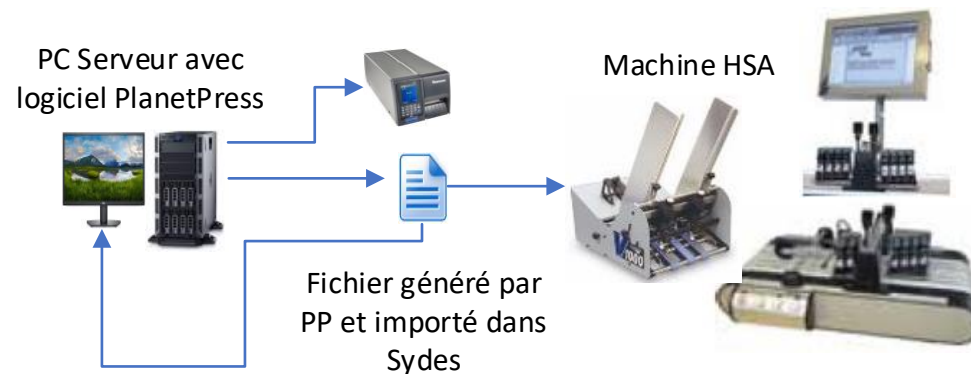 PC Serveur avec
logiciel PlanetPress
Machine HSA
Fichier généré par
PP et importé dans
Sydes